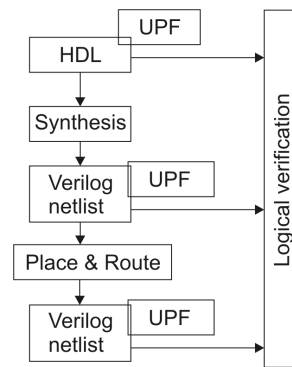 UPF
HDL
Synthesis
Verilog
netlist
UPF
Place & Route
Verilog
netlist
UPF
Logical verification